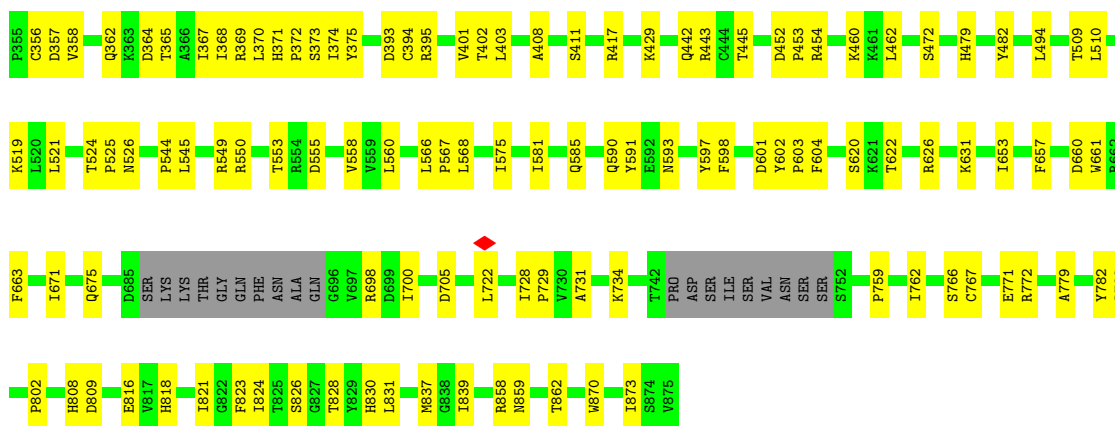 P355 C356 D357 V358 Q362 K363 D364 T365 A366 I367 I368 R369 L370 H371 P372 S373 I374 Y375 D393 C394 R395 V401 T402 L403 A408 S411 R417 K429 Q442 R443 C444 T445 D452 P453 R454 K460 K461 L462 S472 H479 Y482 L494 T509 L510
K519 L520 L521 T524 P525 N526 P544 L545 R549 R550 T553 R554 D555 V558 V559 L560 L566 P567 L568 I575 I581 Q585 Q590 Y591 E592 N593 Y597 F598 D601 Y602 P603 F604 S620 K621 T622 R626 K631 I653 F657 D660 W661 R662
F663 I671 Q675 D685 SER LYS LYS THR GLY GLN PHE ASN ALA GLN G696 V697 R698 D699 I700 D705 L722 I728 P729 V730 A731 K734 T742 PRO ASP SER ILE SER VAL ASN SER SER S752 P759 I762 S766 C767 E771 R772 A779 Y782
P802 H808 D809 E816 V817 H818 I821 G822 F823 I824 T825 S826 G827 T828 Y829 H830 L831 M837 G838 I839 R858 N859 T862 W870 I873 S874 V875